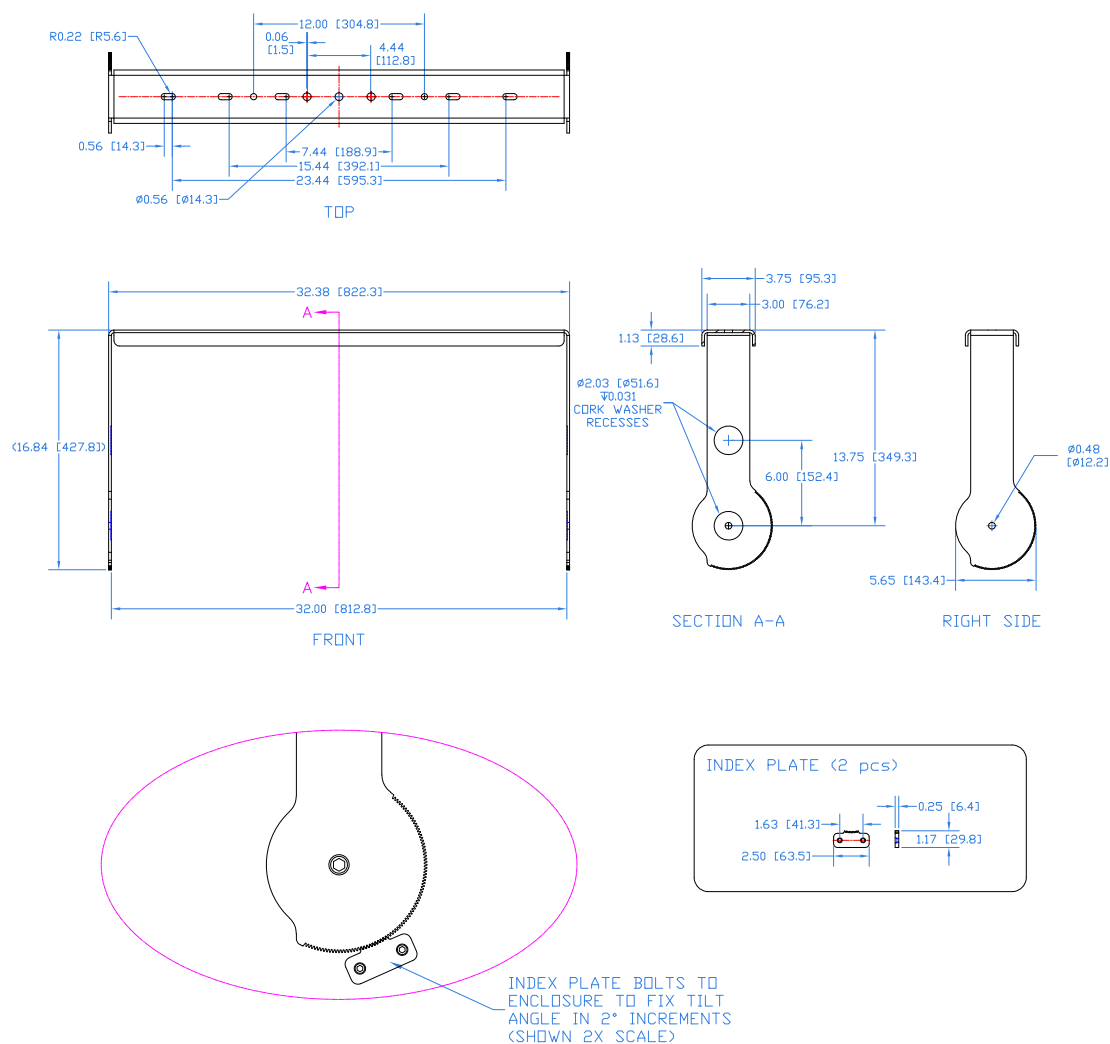 12.00 [304.8]
R0.22 [R5.6]
0.06
[1.5]
4.44
[112.8]
0.56 [14.3]
7.44 [188.9]
15.44 [392.1]
23.44 [595.3]
Ø0.56 [Ø14.3]
TOP
32.38 [822.3]
A
(16.84 [427.8])
A
32.00 [812.8]
FRONT
3.75 [95.3]
3.00 [76.2]
1.13 [28.6]
Ø2.03 [Ø51.6]
↧0.031
CORK WASHER
RECESSES
13.75 [349.3]
6.00 [152.4]
SECTION A-A
Ø0.48
[Ø12.2]
5.65 [143.4]
RIGHT SIDE
INDEX PLATE BOLTS TO
ENCLOSURE TO FIX TILT
ANGLE IN 2° INCREMENTS
(SHOWN 2X SCALE)
INDEX PLATE (2 pcs)
0.25 [6.4]
1.63 [41.3]
1.17 [29.8]
2.50 [63.5]